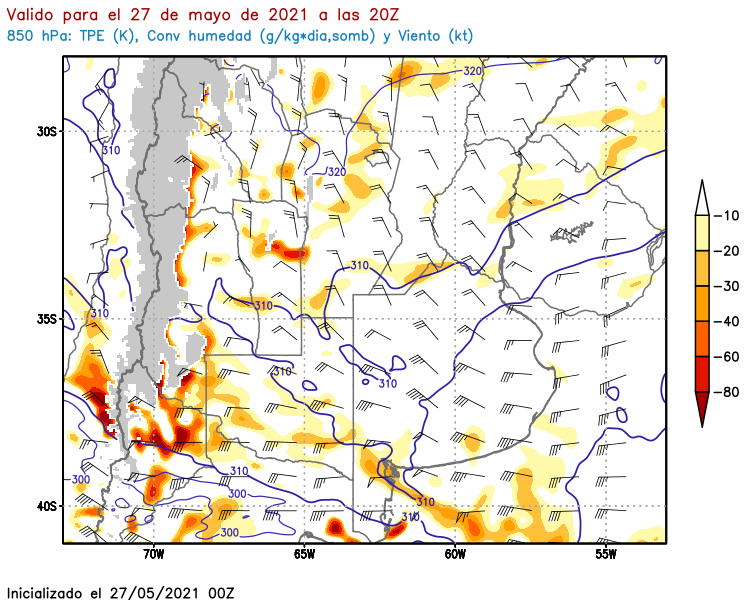 Valido para el 27 de mayo de 2021 a las 20Z
850 hPa: TPE (K), Conv humedad (g/kg*dia,somb) y Viento (kt)
320
30S
310
320
-10
310
-20
310
-30
310
35S
-40
-60
310
310
-80
310
300
300
310
40S
310
300
70W 65W 60W 55W
Inicializado el 27/05/2021 00Z